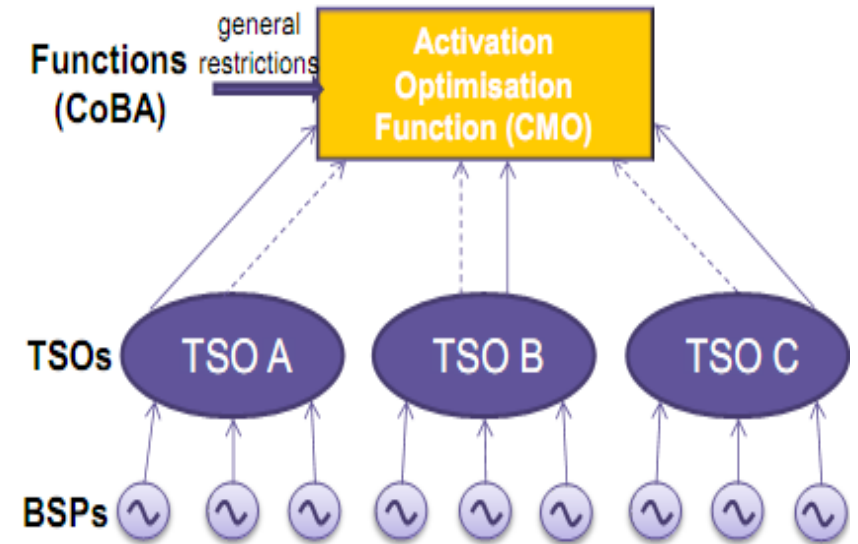 general
restrictions
Functions
(CoBA)
Activation
Optimisation
Function (CMO)
TSOs
TSO A
TSO B
TSO C
BSPs